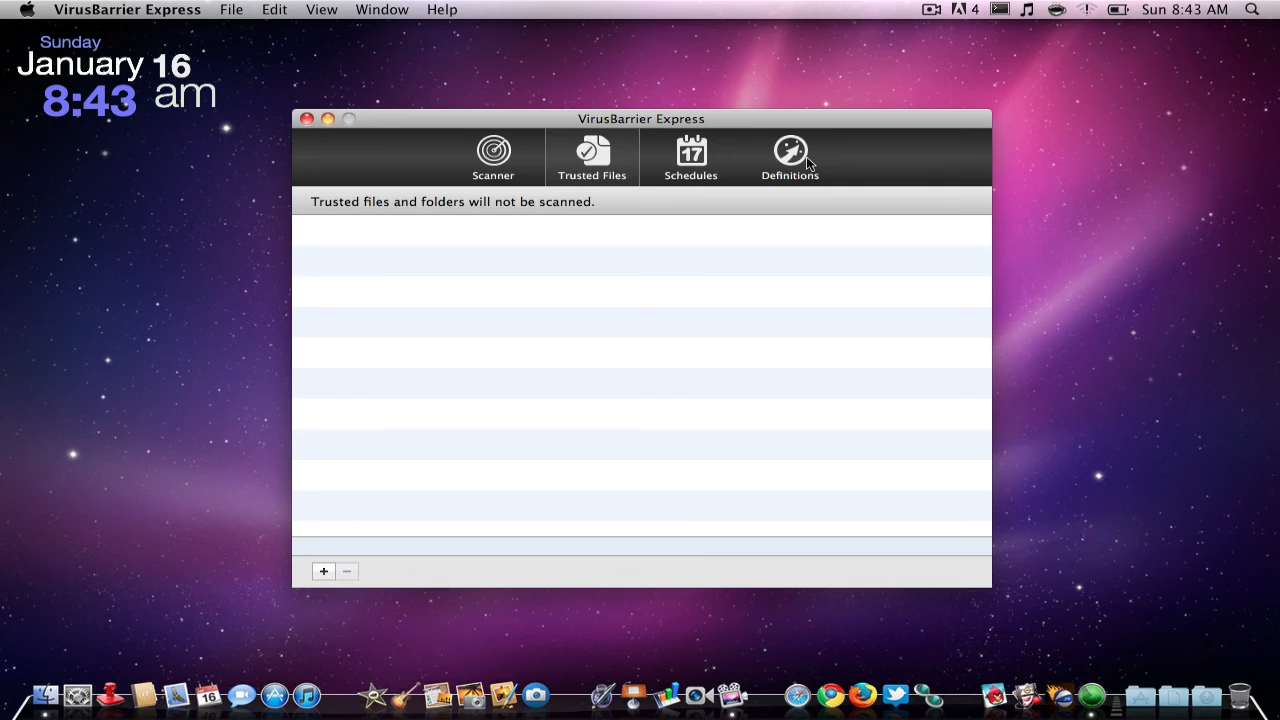 VirusBarrier Express File Edit View Window Help 4 Sun 8:43 AM
Sunday
January 16
8:43 am
VirusBarrier Express
17
Scanner Trusted Files Schedules Definitions
Trusted files and folders will not be scanned.
+ −
16